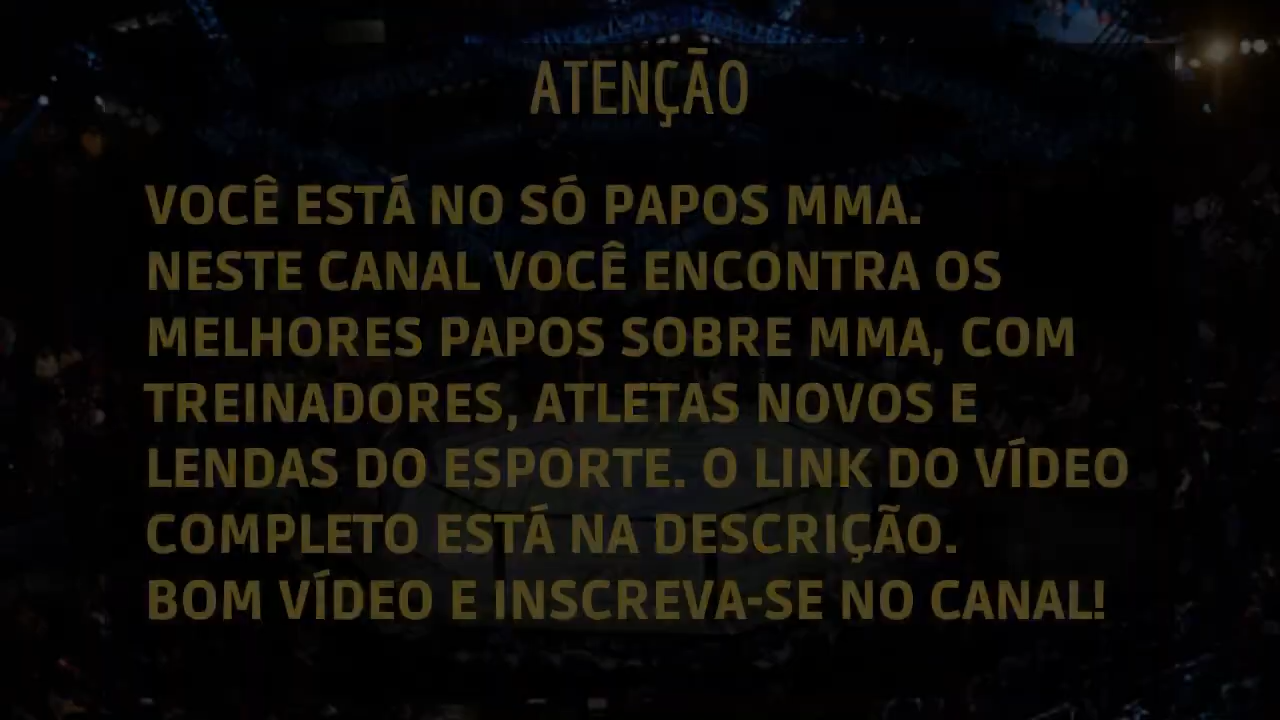 ATENÇÃO
VOCÊ ESTÁ NO SÓ PAPOS MMA.
NESTE CANAL VOCÊ ENCONTRA OS
MELHORES PAPOS SOBRE MMA, COM
TREINADORES, ATLETAS NOVOS E
LENDAS DO ESPORTE. O LINK DO VÍDEO
COMPLETO ESTÁ NA DESCRIÇÃO.
BOM VÍDEO E INSCREVA-SE NO CANAL!